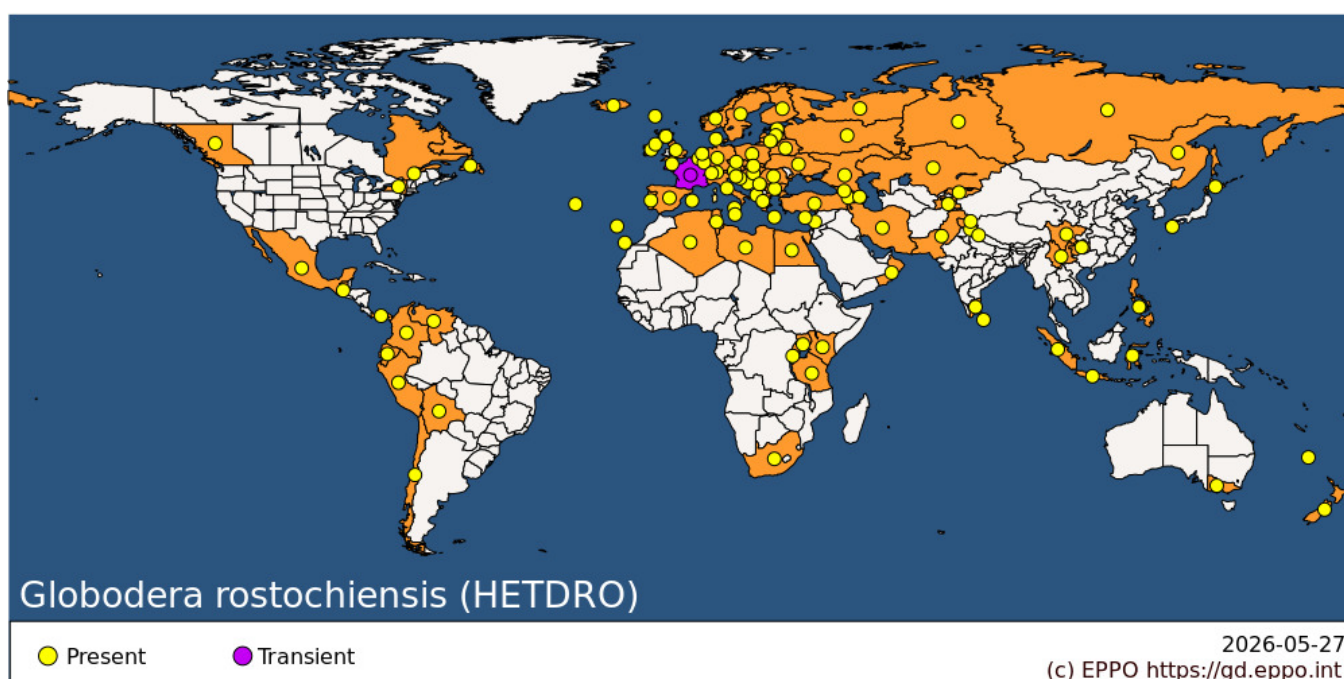 Globodera rostochiensis (HETDRO)
Present
Transient
2026-05-27
(c) EPPO https://gd.eppo.int